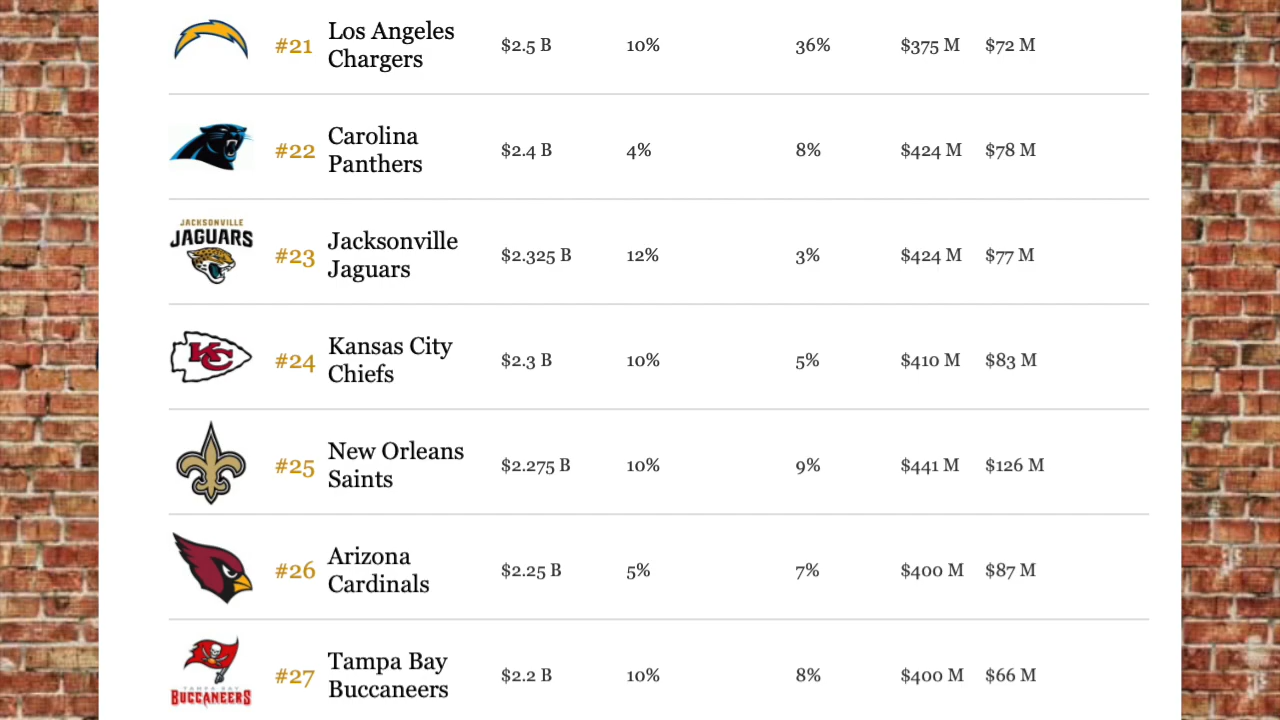 #21 Los Angeles Chargers $2.5 B 10% 36% $375 M $72 M
#22 Carolina Panthers $2.4 B 4% 8% $424 M $78 M
JACKSONVILLE
JAGUARS
#23 Jacksonville Jaguars $2.325 B 12% 3% $424 M $77 M
KC
#24 Kansas City Chiefs $2.3 B 10% 5% $410 M $83 M
#25 New Orleans Saints $2.275 B 10% 9% $441 M $126 M
#26 Arizona Cardinals $2.25 B 5% 7% $400 M $87 M
TAMPA BAY
BUCCANEERS
#27 Tampa Bay Buccaneers $2.2 B 10% 8% $400 M $66 M